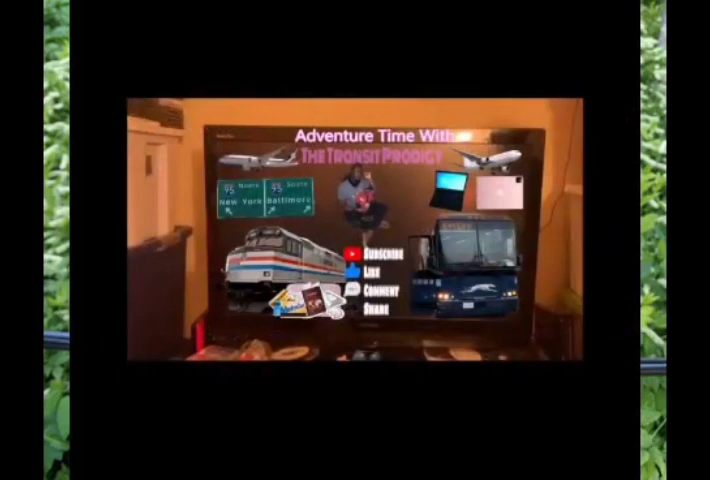 Adventure Time With
The Transit Prodigy
95 North 95 South
New York Baltimore
Subscribe
Like
Comment
Share